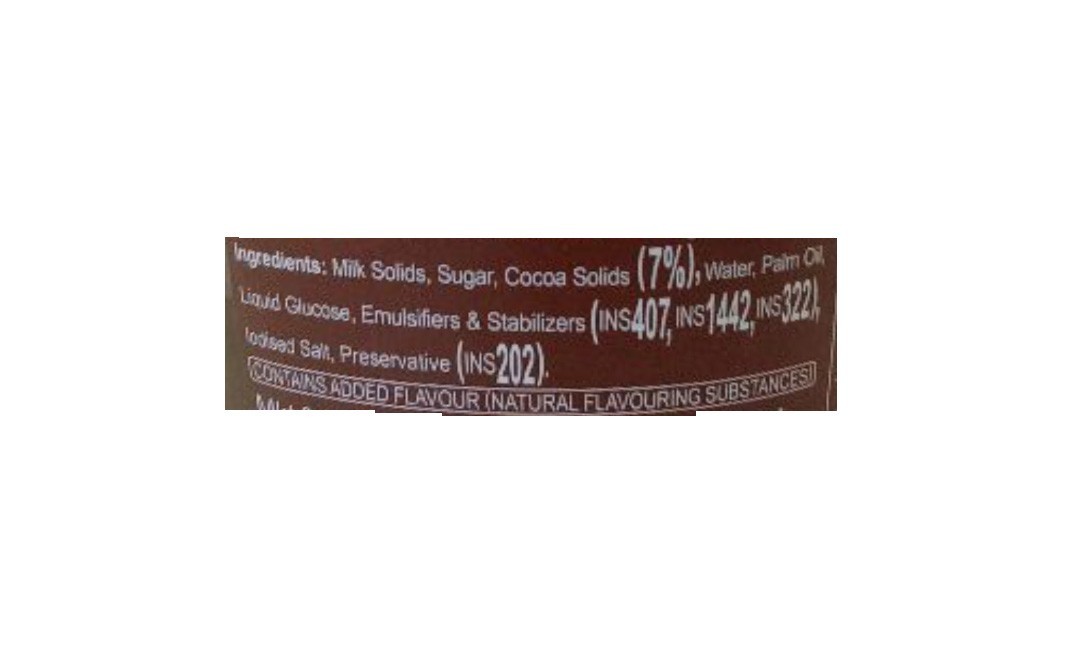 Ingredients: Milk Solids, Sugar, Cocoa Solids (7%), Water, Palm Oil,
Liquid Glucose, Emulsifiers & Stabilizers (INS407, INS1442, INS322),
Iodised Salt, Preservative (INS202).
(CONTAINS ADDED FLAVOUR (NATURAL FLAVOURING SUBSTANCES)